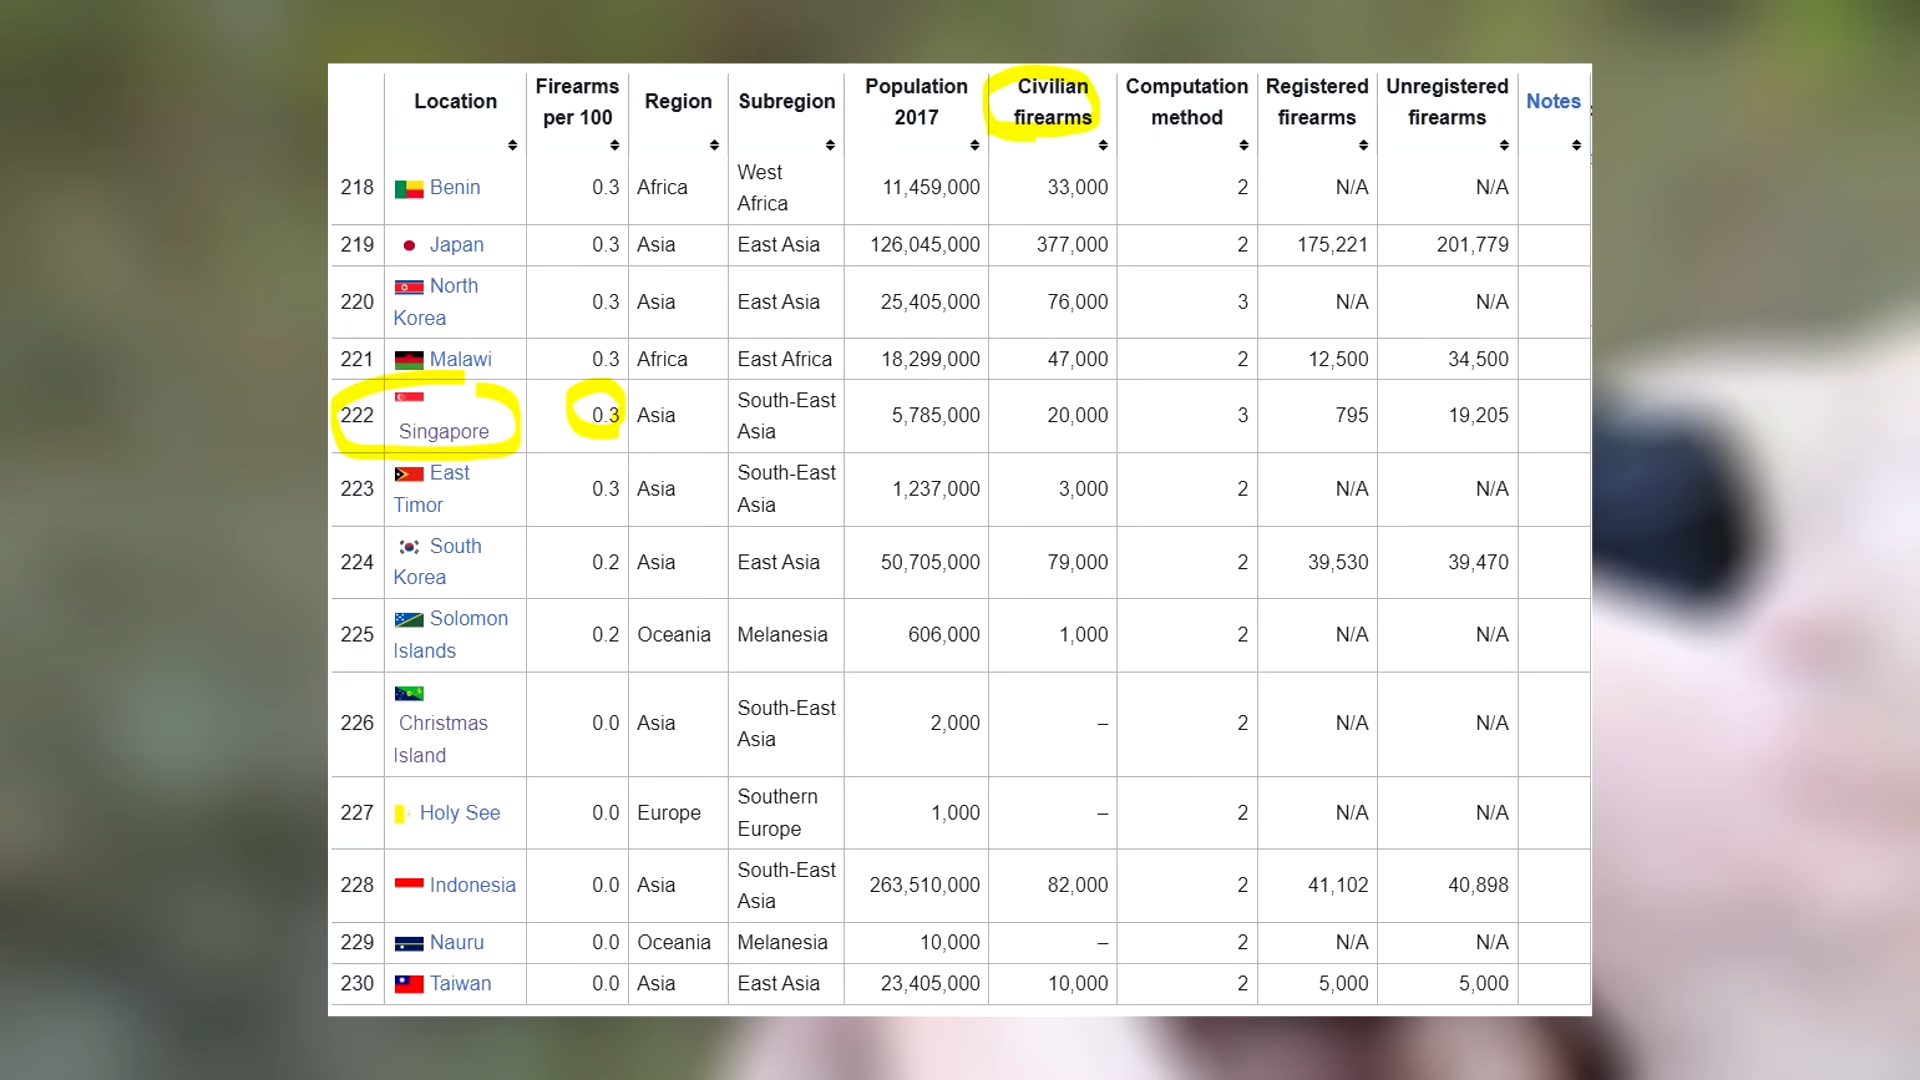 Location Firearms per 100 Region Subregion Population 2017 Civilian firearms Computation method Registered firearms Unregistered firearms Notes
218 Benin 0.3 Africa West Africa 11,459,000 33,000 2 N/A N/A
219 Japan 0.3 Asia East Asia 126,045,000 377,000 2 175,221 201,779
220 North Korea 0.3 Asia East Asia 25,405,000 76,000 3 N/A N/A
221 Malawi 0.3 Africa East Africa 18,299,000 47,000 2 12,500 34,500
222 Singapore 0.3 Asia South-East Asia 5,785,000 20,000 3 795 19,205
223 East Timor 0.3 Asia South-East Asia 1,237,000 3,000 2 N/A N/A
224 South Korea 0.2 Asia East Asia 50,705,000 79,000 2 39,530 39,470
225 Solomon Islands 0.2 Oceania Melanesia 606,000 1,000 2 N/A N/A
226 Christmas Island 0.0 Asia South-East Asia 2,000 – 2 N/A N/A
227 Holy See 0.0 Europe Southern Europe 1,000 – 2 N/A N/A
228 Indonesia 0.0 Asia South-East Asia 263,510,000 82,000 2 41,102 40,898
229 Nauru 0.0 Oceania Melanesia 10,000 – 2 N/A N/A
230 Taiwan 0.0 Asia East Asia 23,405,000 10,000 2 5,000 5,000